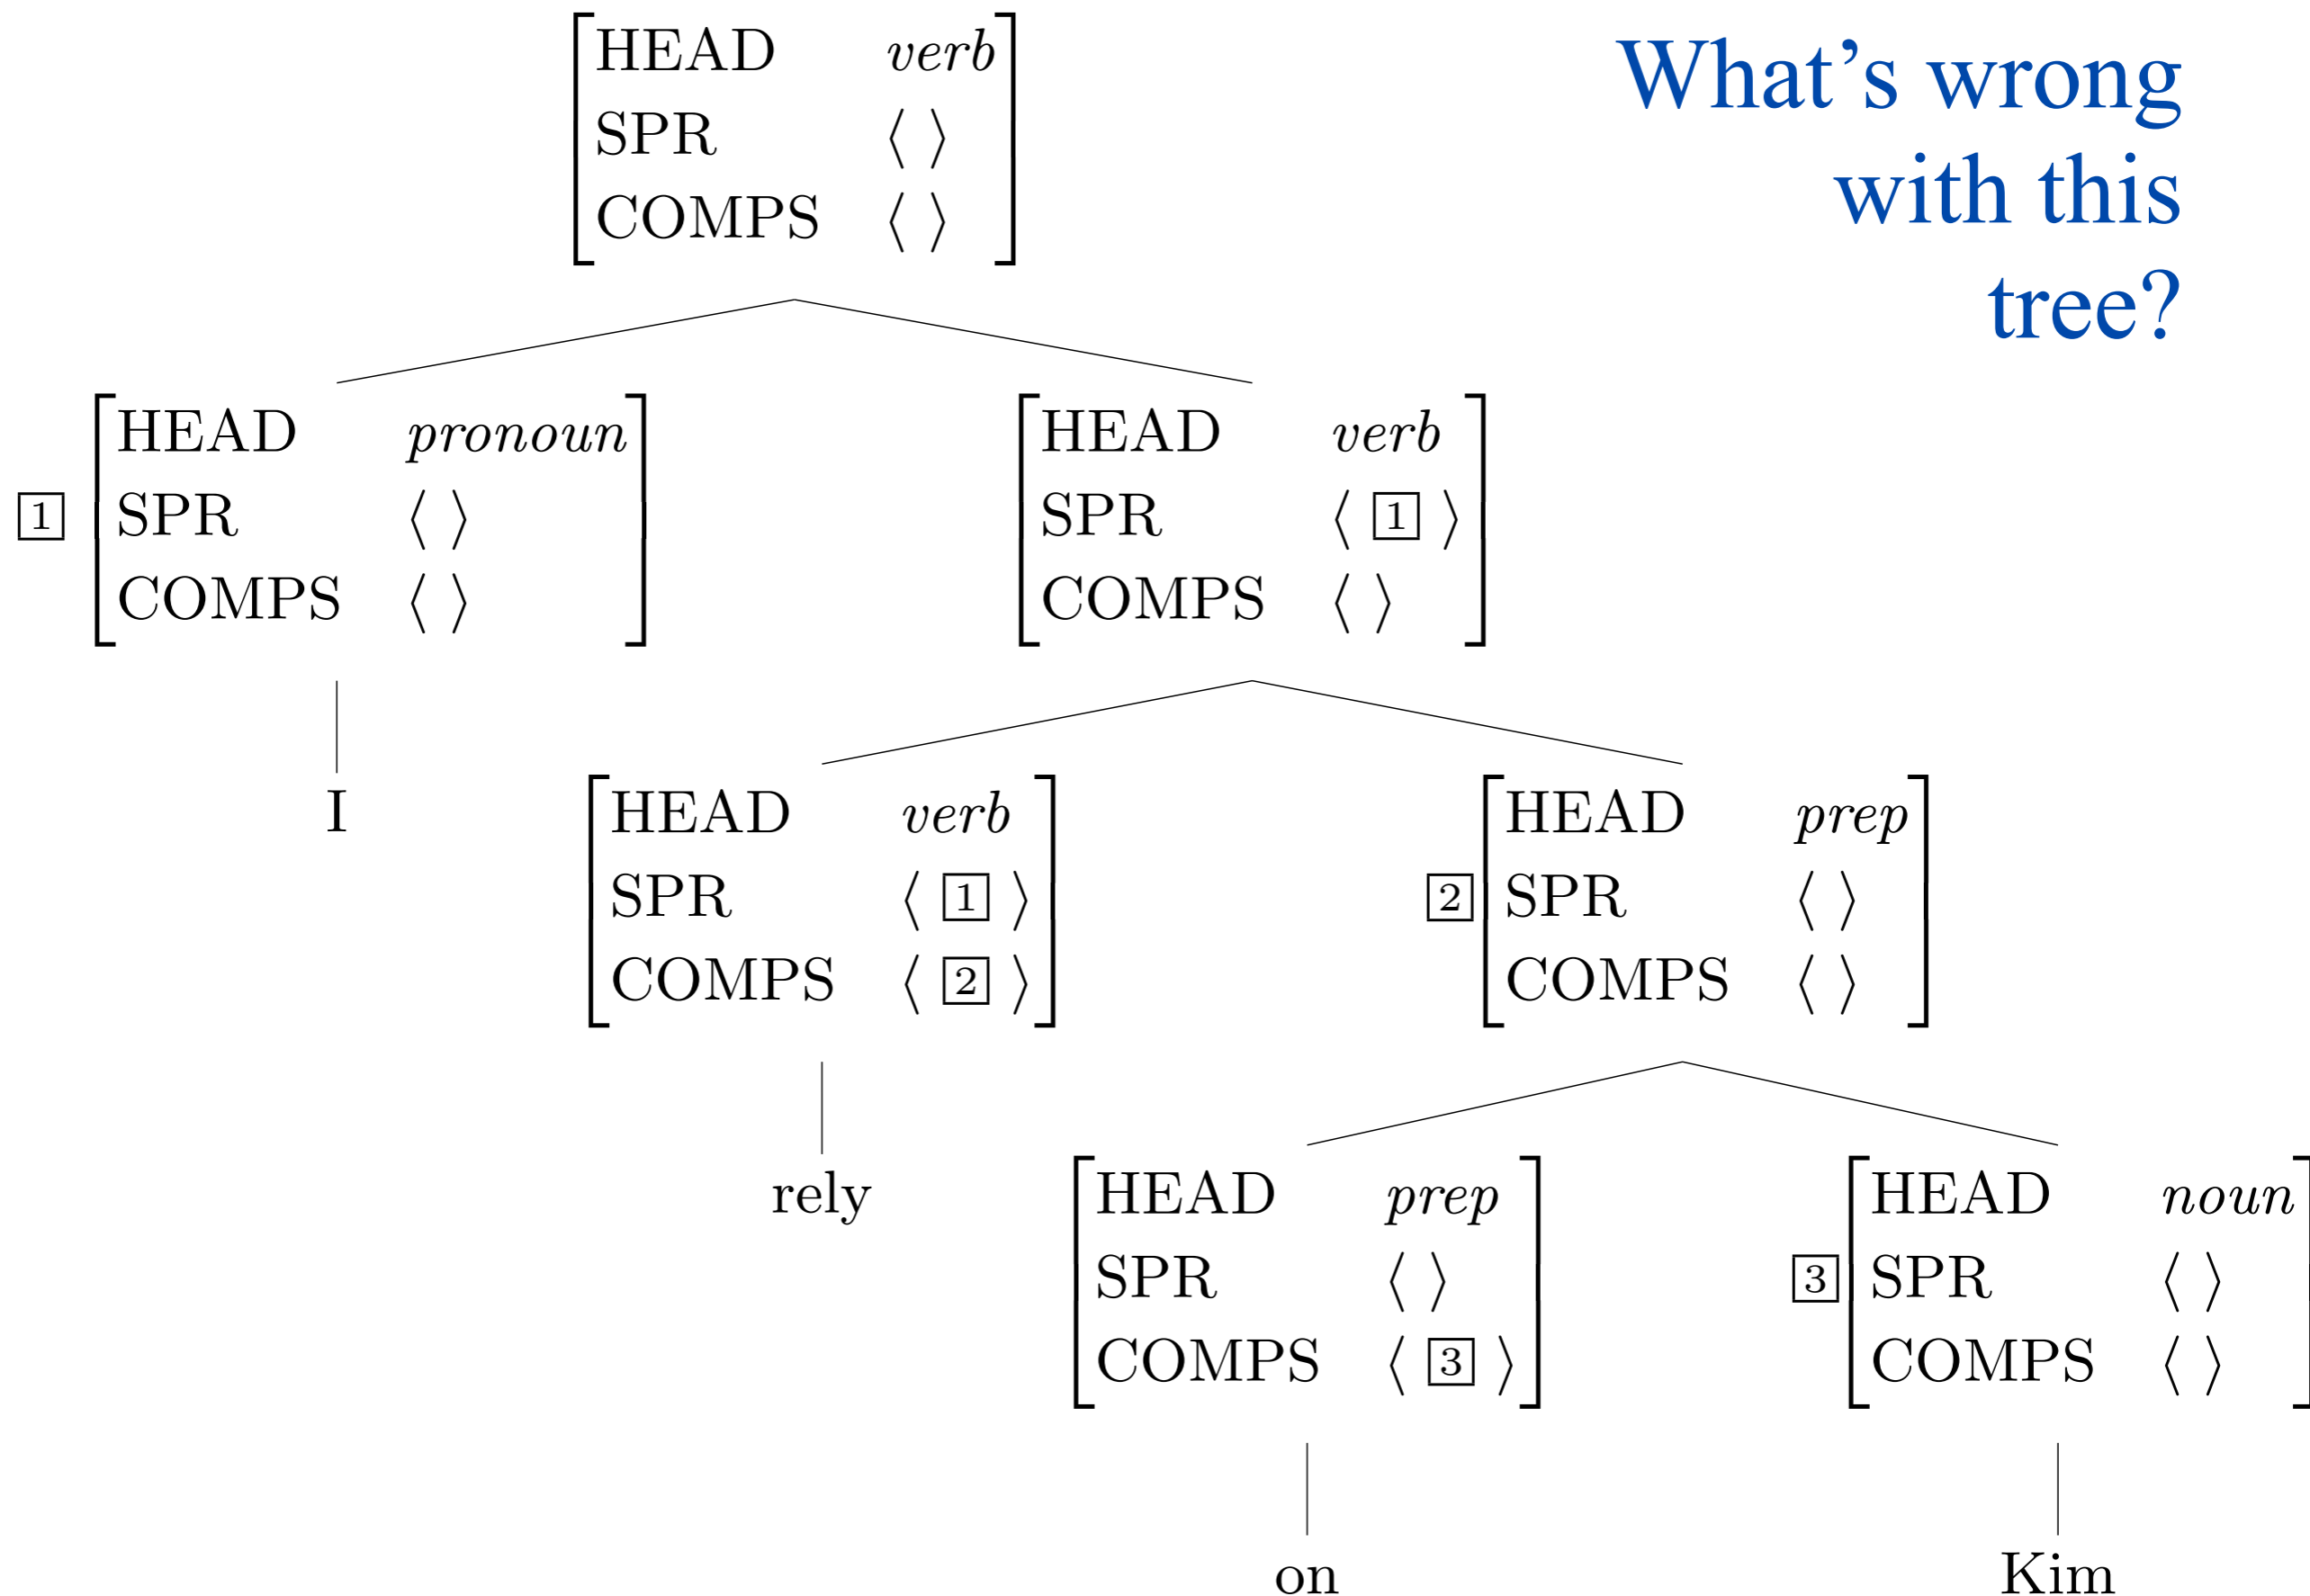 What's wrong
with this
tree?
HEAD verb
SPR ⟨ ⟩
COMPS ⟨ ⟩
1
HEAD pronoun
SPR ⟨ ⟩
COMPS ⟨ ⟩
HEAD verb
SPR ⟨ 1 ⟩
COMPS ⟨ ⟩
I
HEAD verb
SPR ⟨ 1 ⟩
COMPS ⟨ 2 ⟩
2
HEAD prep
SPR ⟨ ⟩
COMPS ⟨ ⟩
rely
HEAD prep
SPR ⟨ ⟩
COMPS ⟨ 3 ⟩
3
HEAD noun
SPR ⟨ ⟩
COMPS ⟨ ⟩
on
Kim